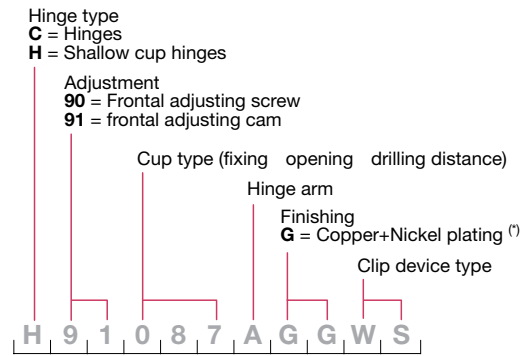 Hinge type
C = Hinges
H = Shallow cup hinges
Adjustment
90 = Frontal adjusting screw
91 = frontal adjusting cam
Cup type (fixing opening drilling distance)
Hinge arm
Finishing
G = Copper+Nickel plating (*)
Clip device type
H 9 1 0 8 7 A G G W S